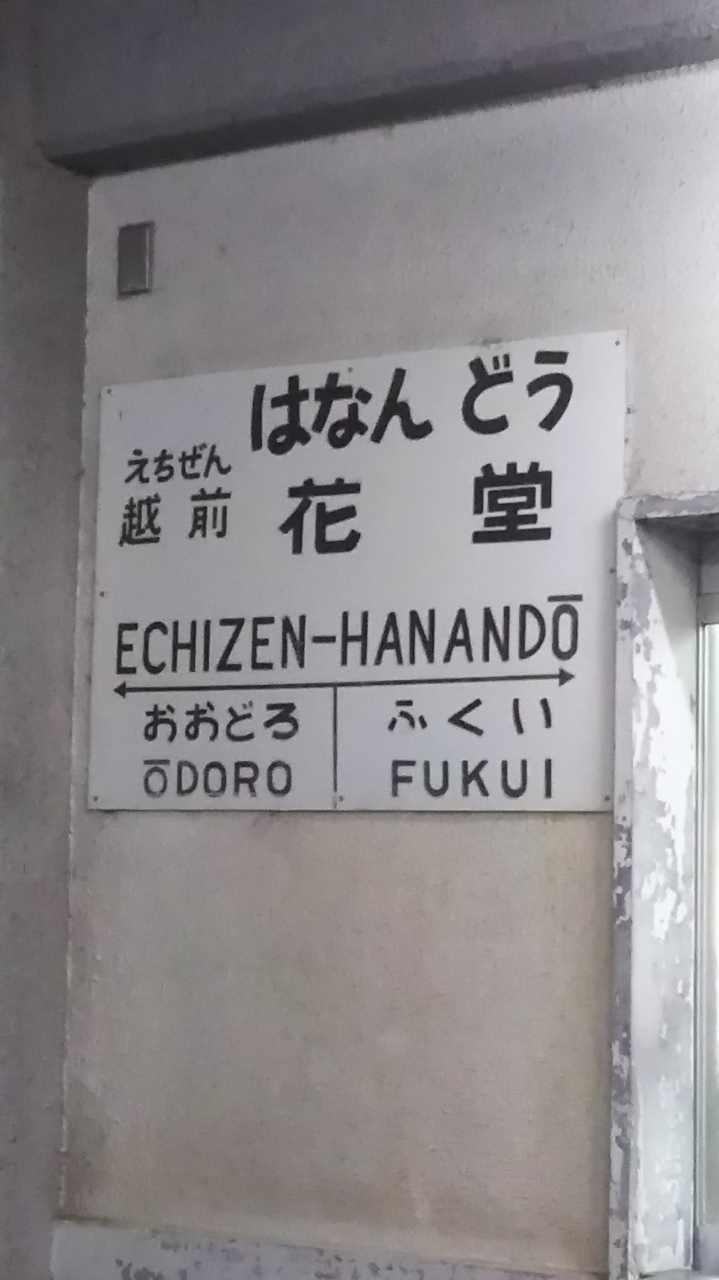 はなんどう
えちぜん
越前 花堂
ECHIZEN-HANANDŌ
おおどろ ふくい
ŌDORO FUKUI